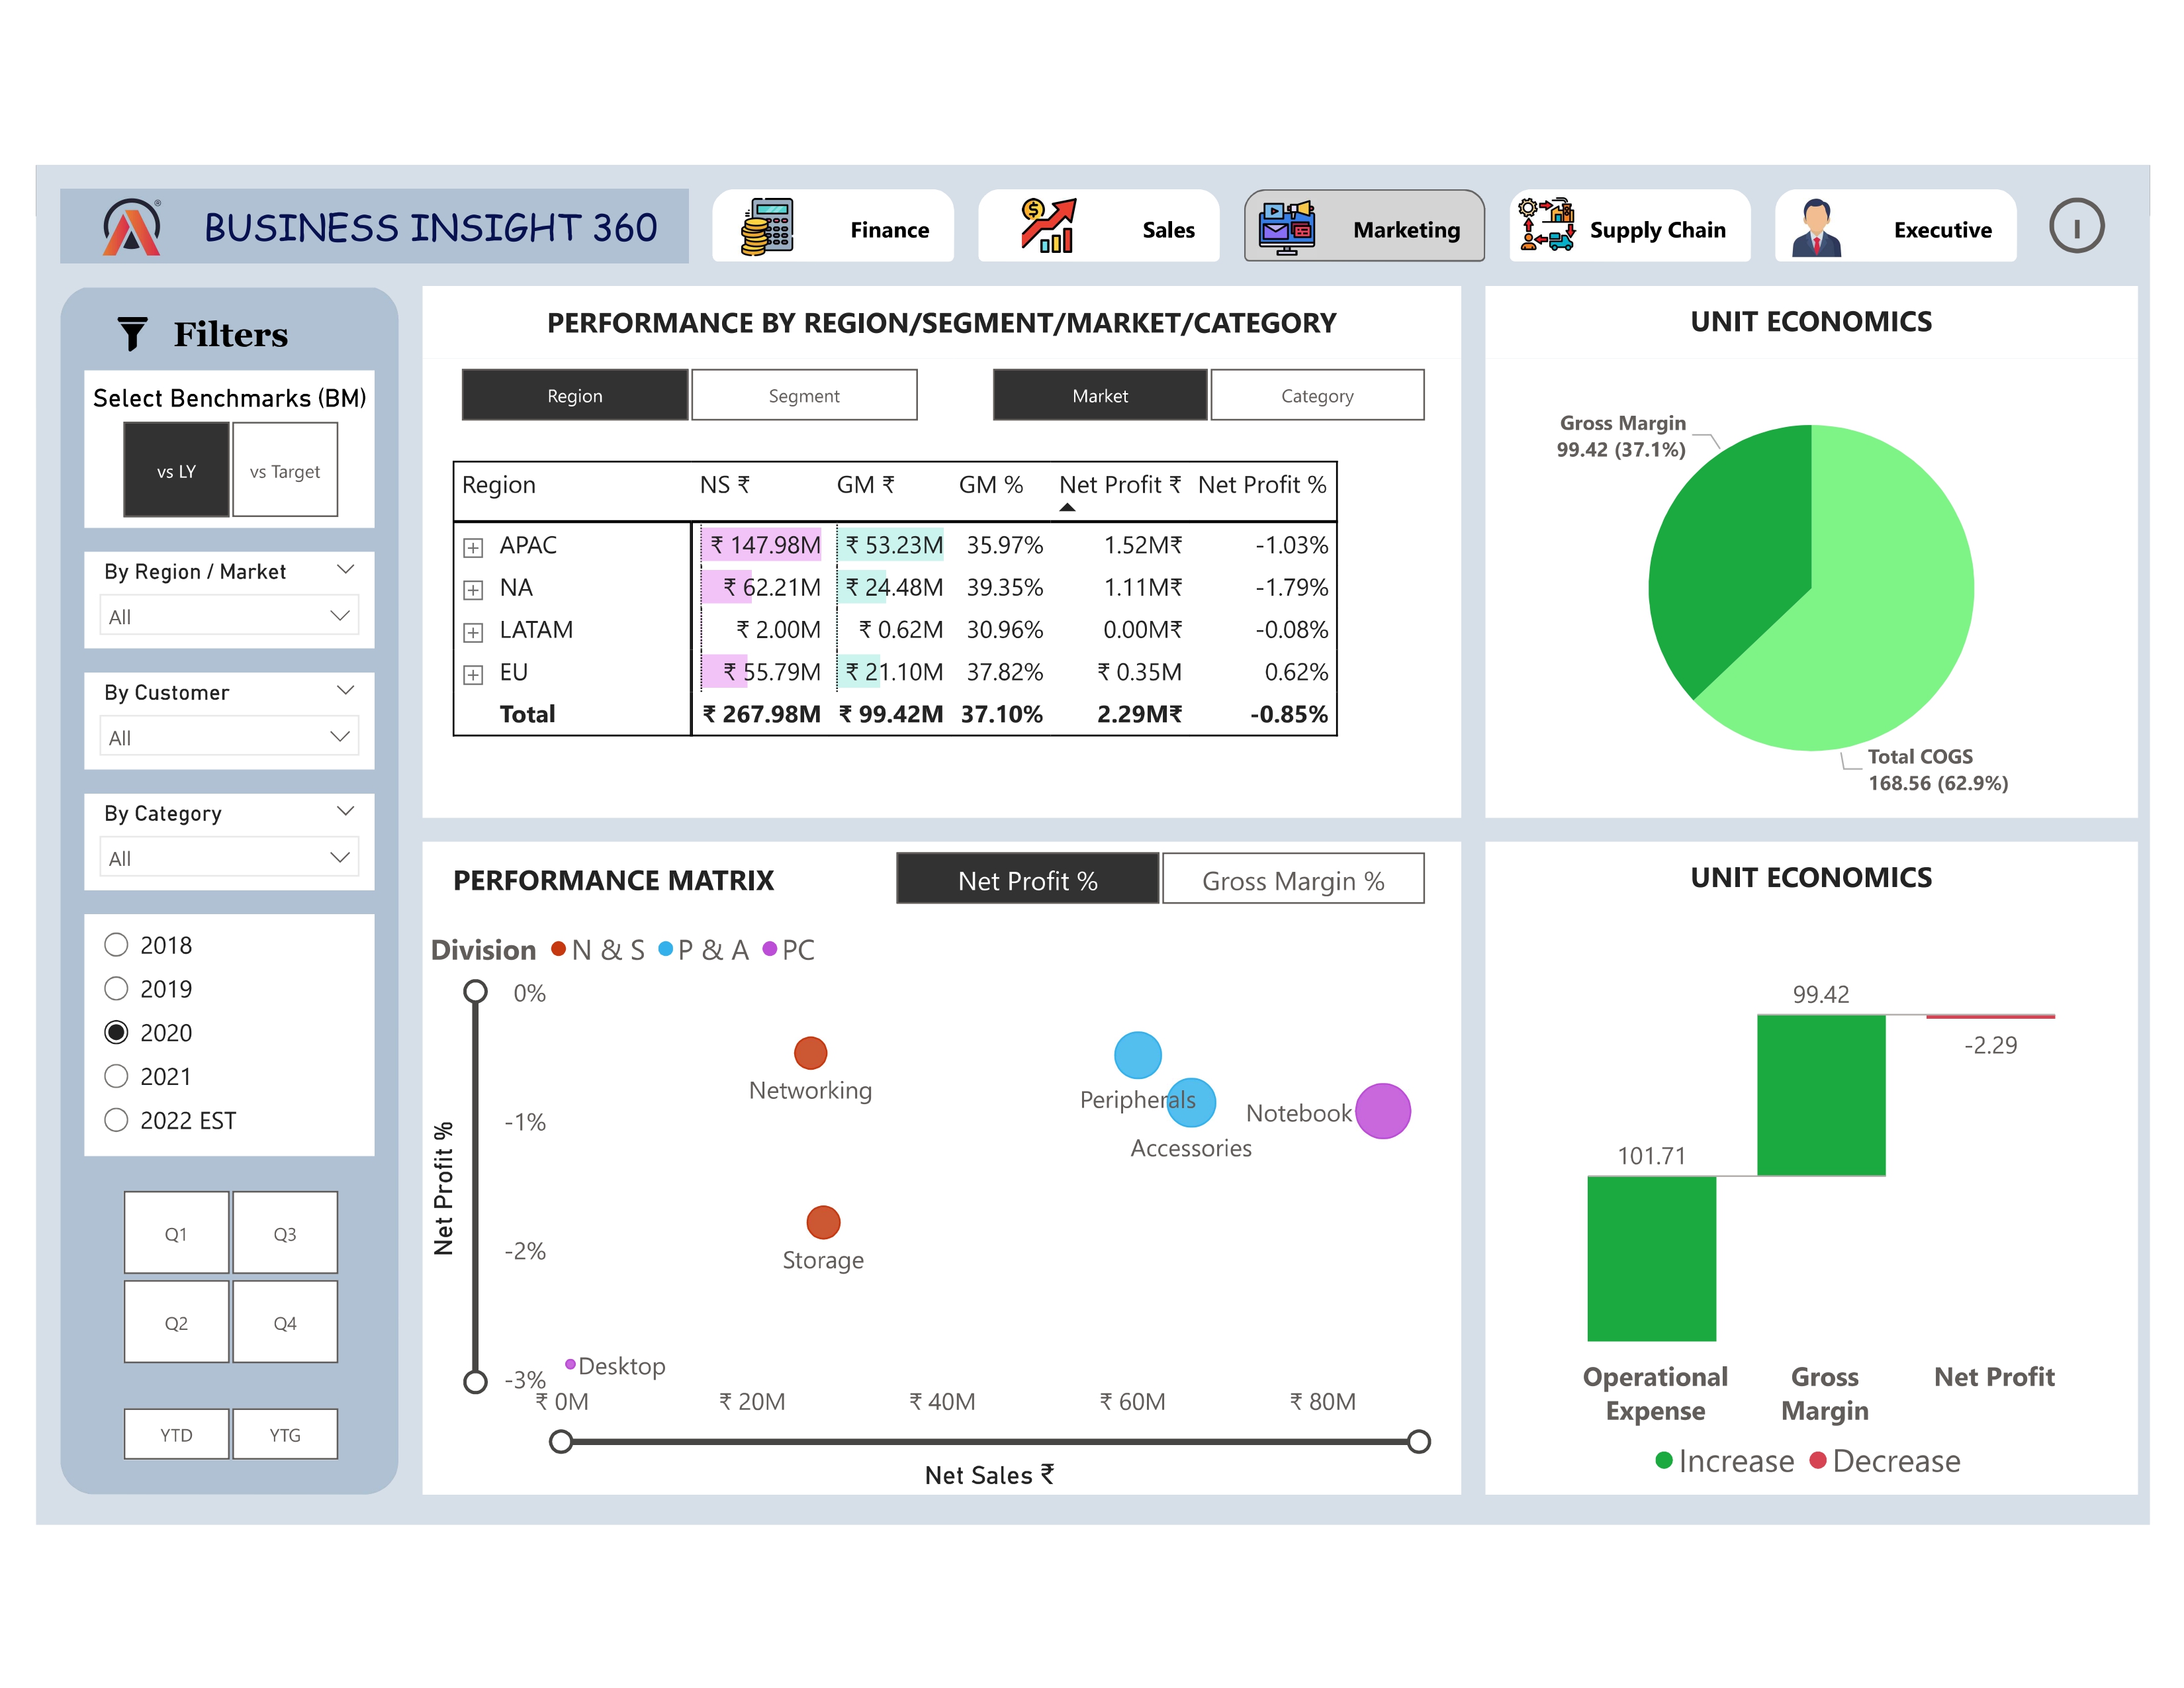 BUSINESS INSIGHT 360
®
Finance
Sales
Marketing
Supply Chain
Executive
Filters
Select Benchmarks (BM)
vs LY
vs Target
By Region / Market
All
By Customer
All
By Category
All
2018
2019
2020
2021
2022 EST
Q1
Q3
Q2
Q4
YTD
YTG
PERFORMANCE BY REGION/SEGMENT/MARKET/CATEGORY
Region
Segment
Market
Category
Region NS ₹ GM ₹ GM % Net Profit ₹ Net Profit %
APAC ₹ 147.98M ₹ 53.23M 35.97% 1.52M₹ -1.03%
NA ₹ 62.21M ₹ 24.48M 39.35% 1.11M₹ -1.79%
LATAM ₹ 2.00M ₹ 0.62M 30.96% 0.00M₹ -0.08%
EU ₹ 55.79M ₹ 21.10M 37.82% ₹ 0.35M 0.62%
Total ₹ 267.98M ₹ 99.42M 37.10% 2.29M₹ -0.85%
UNIT ECONOMICS
Gross Margin
99.42 (37.1%)
Total COGS
168.56 (62.9%)
PERFORMANCE MATRIX
Net Profit %
Gross Margin %
Division N & S P & A PC
0%
-1%
-2%
-3%
Net Profit %
Networking
Peripherals
Notebook
Accessories
Storage
Desktop
₹ 0M ₹ 20M ₹ 40M ₹ 60M ₹ 80M
Net Sales ₹
UNIT ECONOMICS
99.42
-2.29
101.71
Operational
Expense
Gross
Margin
Net Profit
Increase Decrease